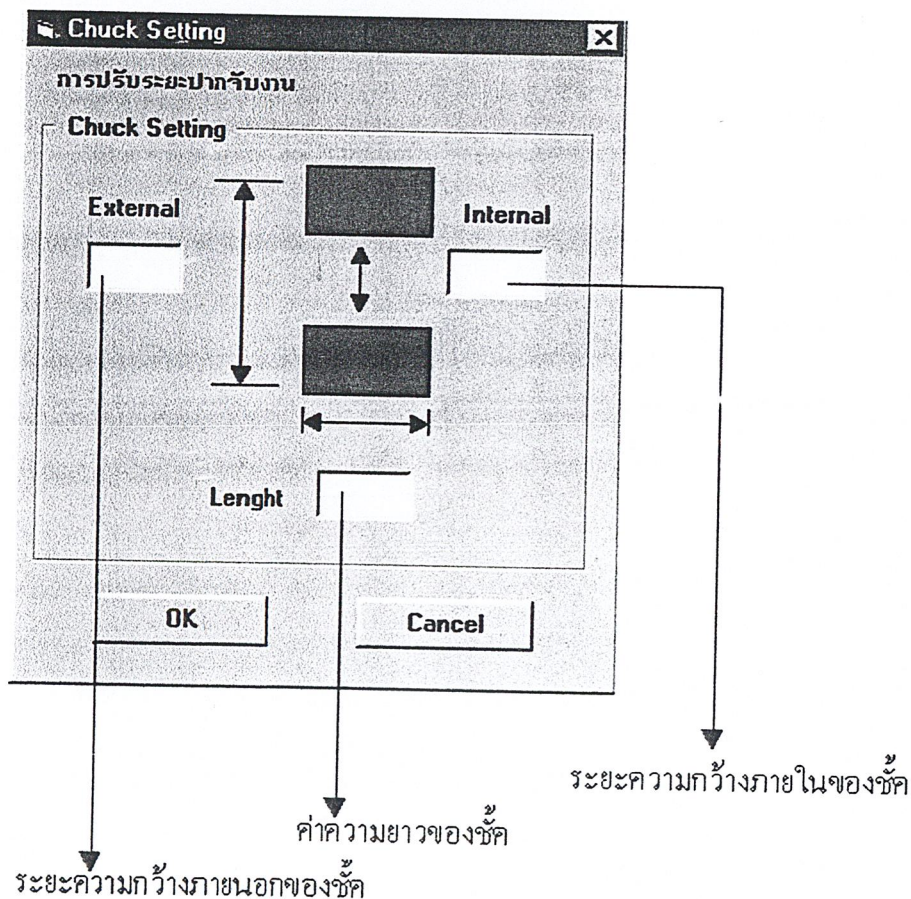 Chuck Setting
การปรับระยะปากจับงาน
Chuck Setting
External
Internal
Lenght
OK
Cancel
ระยะความกว้างภายในของชั้ค
ค่าความยาวของชั้ค
ระยะความกว้างภายนอกของชั้ค